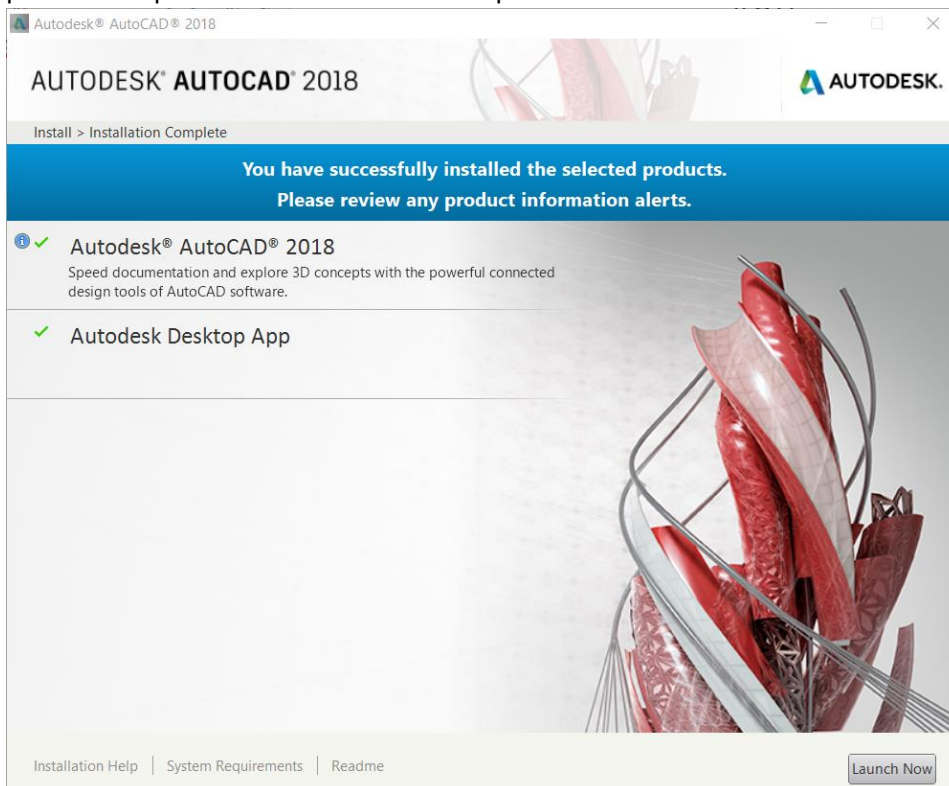 Autodesk® AutoCAD® 2018
AUTODESK® AUTOCAD® 2018
AUTODESK.
Install > Installation Complete
You have successfully installed the selected products.
Please review any product information alerts.
Autodesk® AutoCAD® 2018
Speed documentation and explore 3D concepts with the powerful connected
design tools of AutoCAD software.
Autodesk Desktop App
Installation Help | System Requirements | Readme
Launch Now